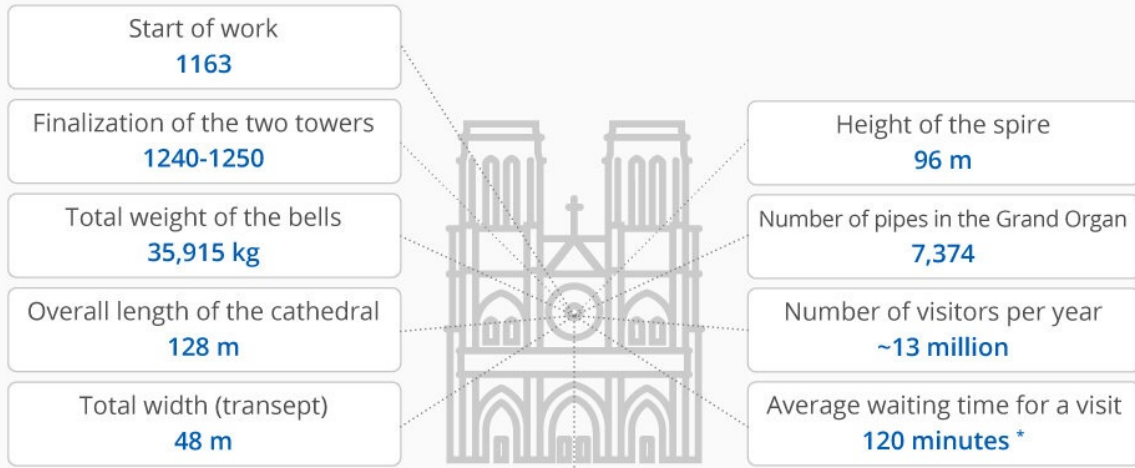 Start of work
1163
Finalization of the two towers
1240-1250
Total weight of the bells
35,915 kg
Overall length of the cathedral
128 m
Total width (transept)
48 m
Height of the spire
96 m
Number of pipes in the Grand Organ
7,374
Number of visitors per year
~13 million
Average waiting time for a visit
120 minutes *